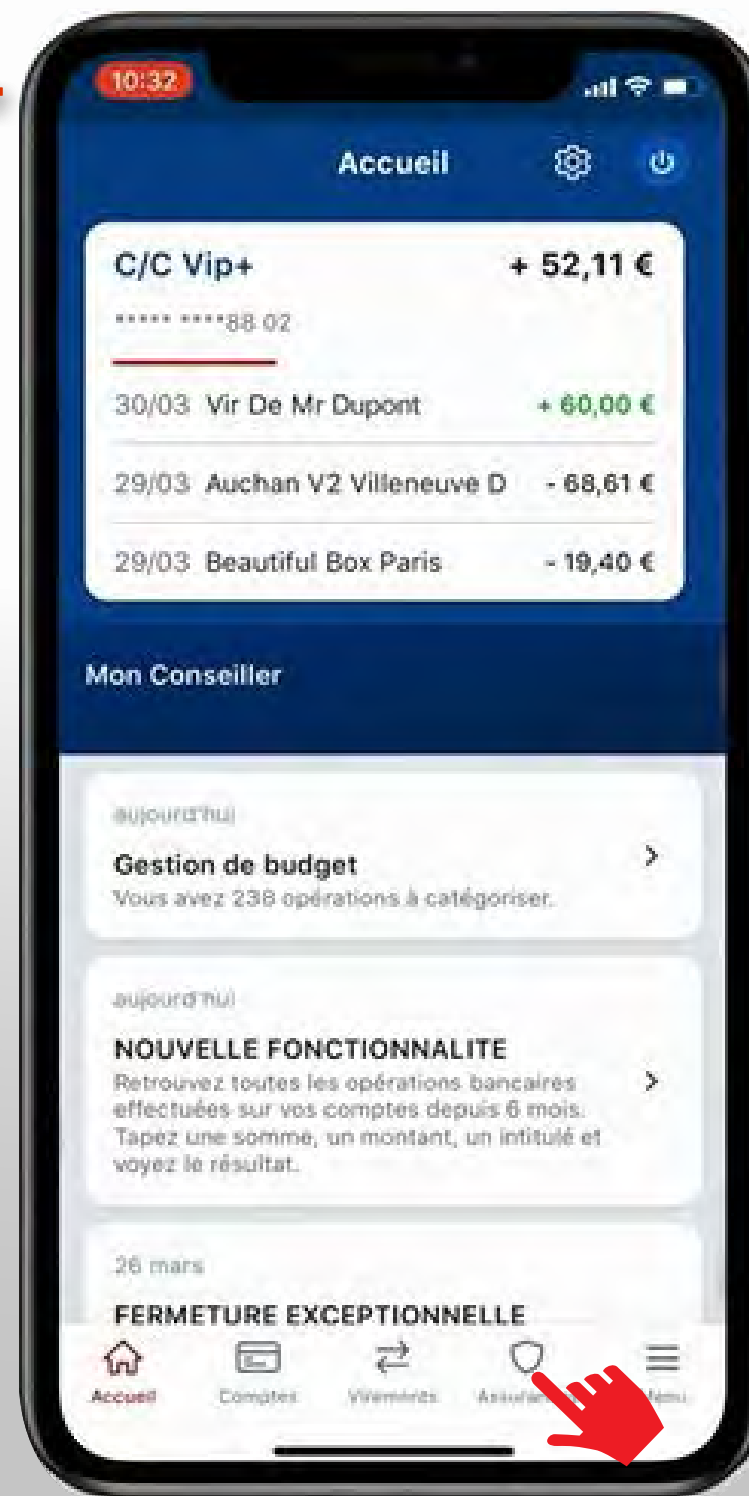 10:32
Accueil
C/C Vip+ + 52,11 €
***** ****88 02
30/03 Vir De Mr Dupont + 60,00 €
29/03 Auchan V2 Villeneuve D - 68,61 €
29/03 Beautiful Box Paris - 19,40 €
Mon Conseiller
aujourd'hui
Gestion de budget
Vous avez 238 opérations à catégoriser.
aujourd'hui
NOUVELLE FONCTIONNALITE
Retrouvez toutes les opérations bancaires
effectuées sur vos comptes depuis 6 mois.
Tapez une somme, un montant, un intitulé et
voyez le résultat.
26 mars
FERMETURE EXCEPTIONNELLE
Accueil Comptes Virements Menu